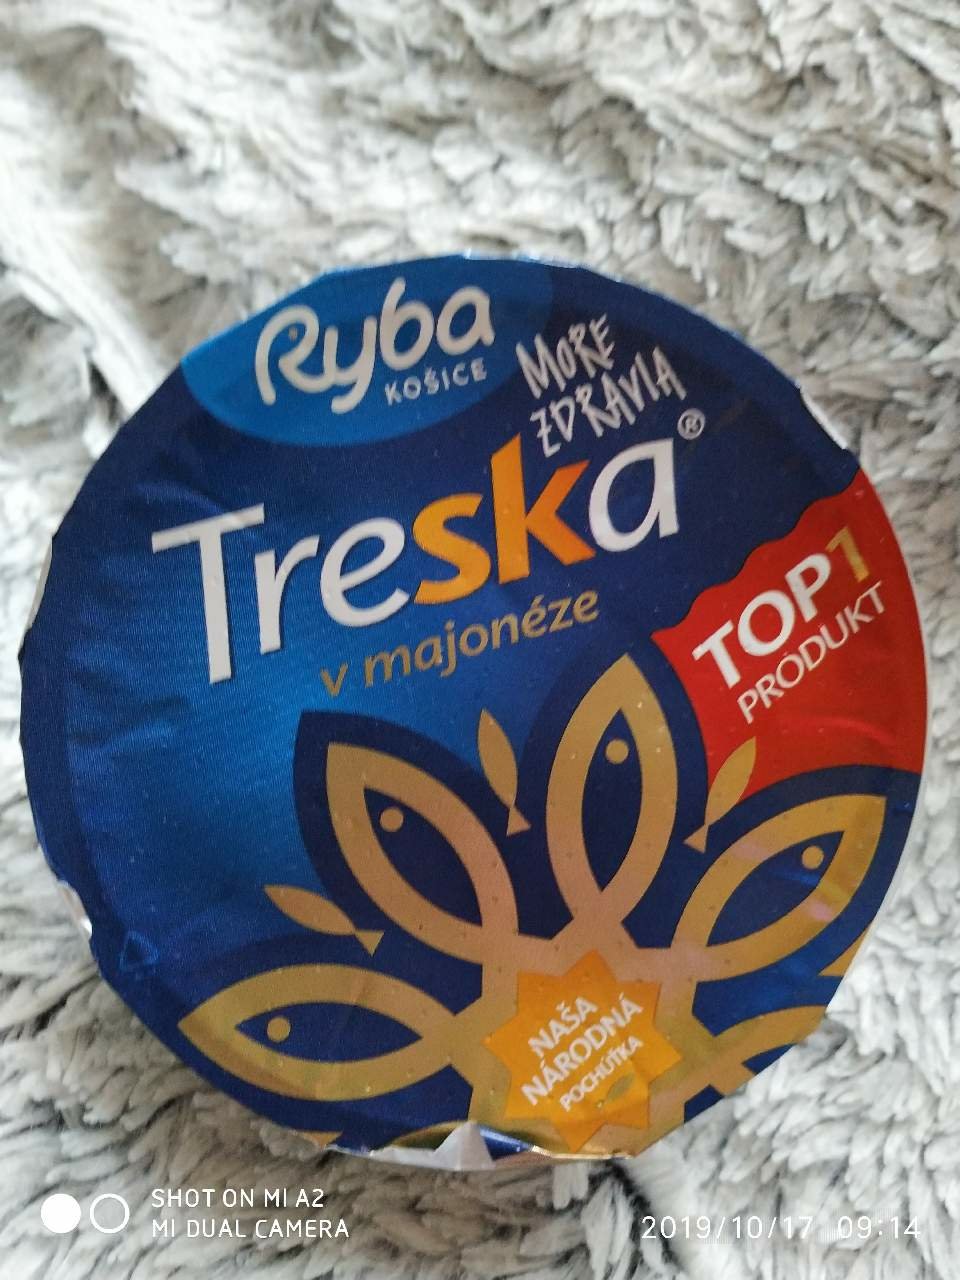 Ryba
KOŠICE
MORE
ZDRAVIA
Treska®
v majonéze
TOP1
PRODUKT
NAŠA
NÁRODNÁ
POCHÚŤKA
SHOT ON MI A2
MI DUAL CAMERA
2019/10/17 09:14